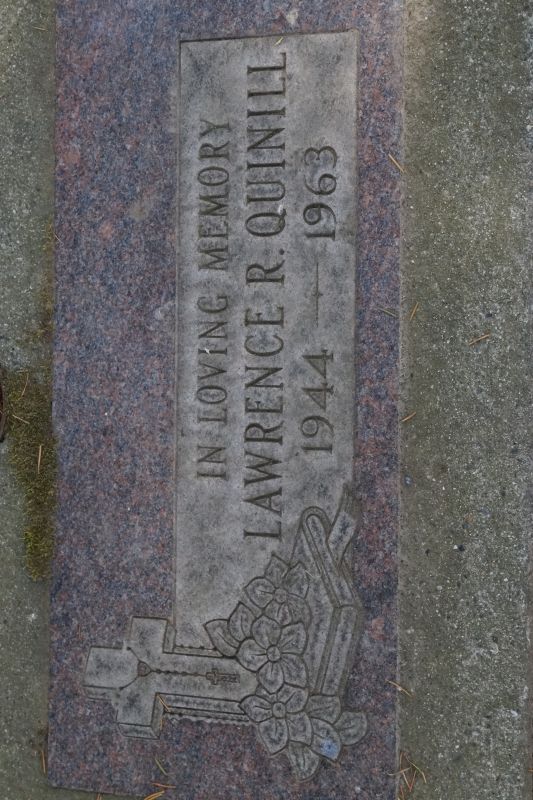 IN LOVING MEMORY
LAWRENCE R. QUINILL
1944 — 1963